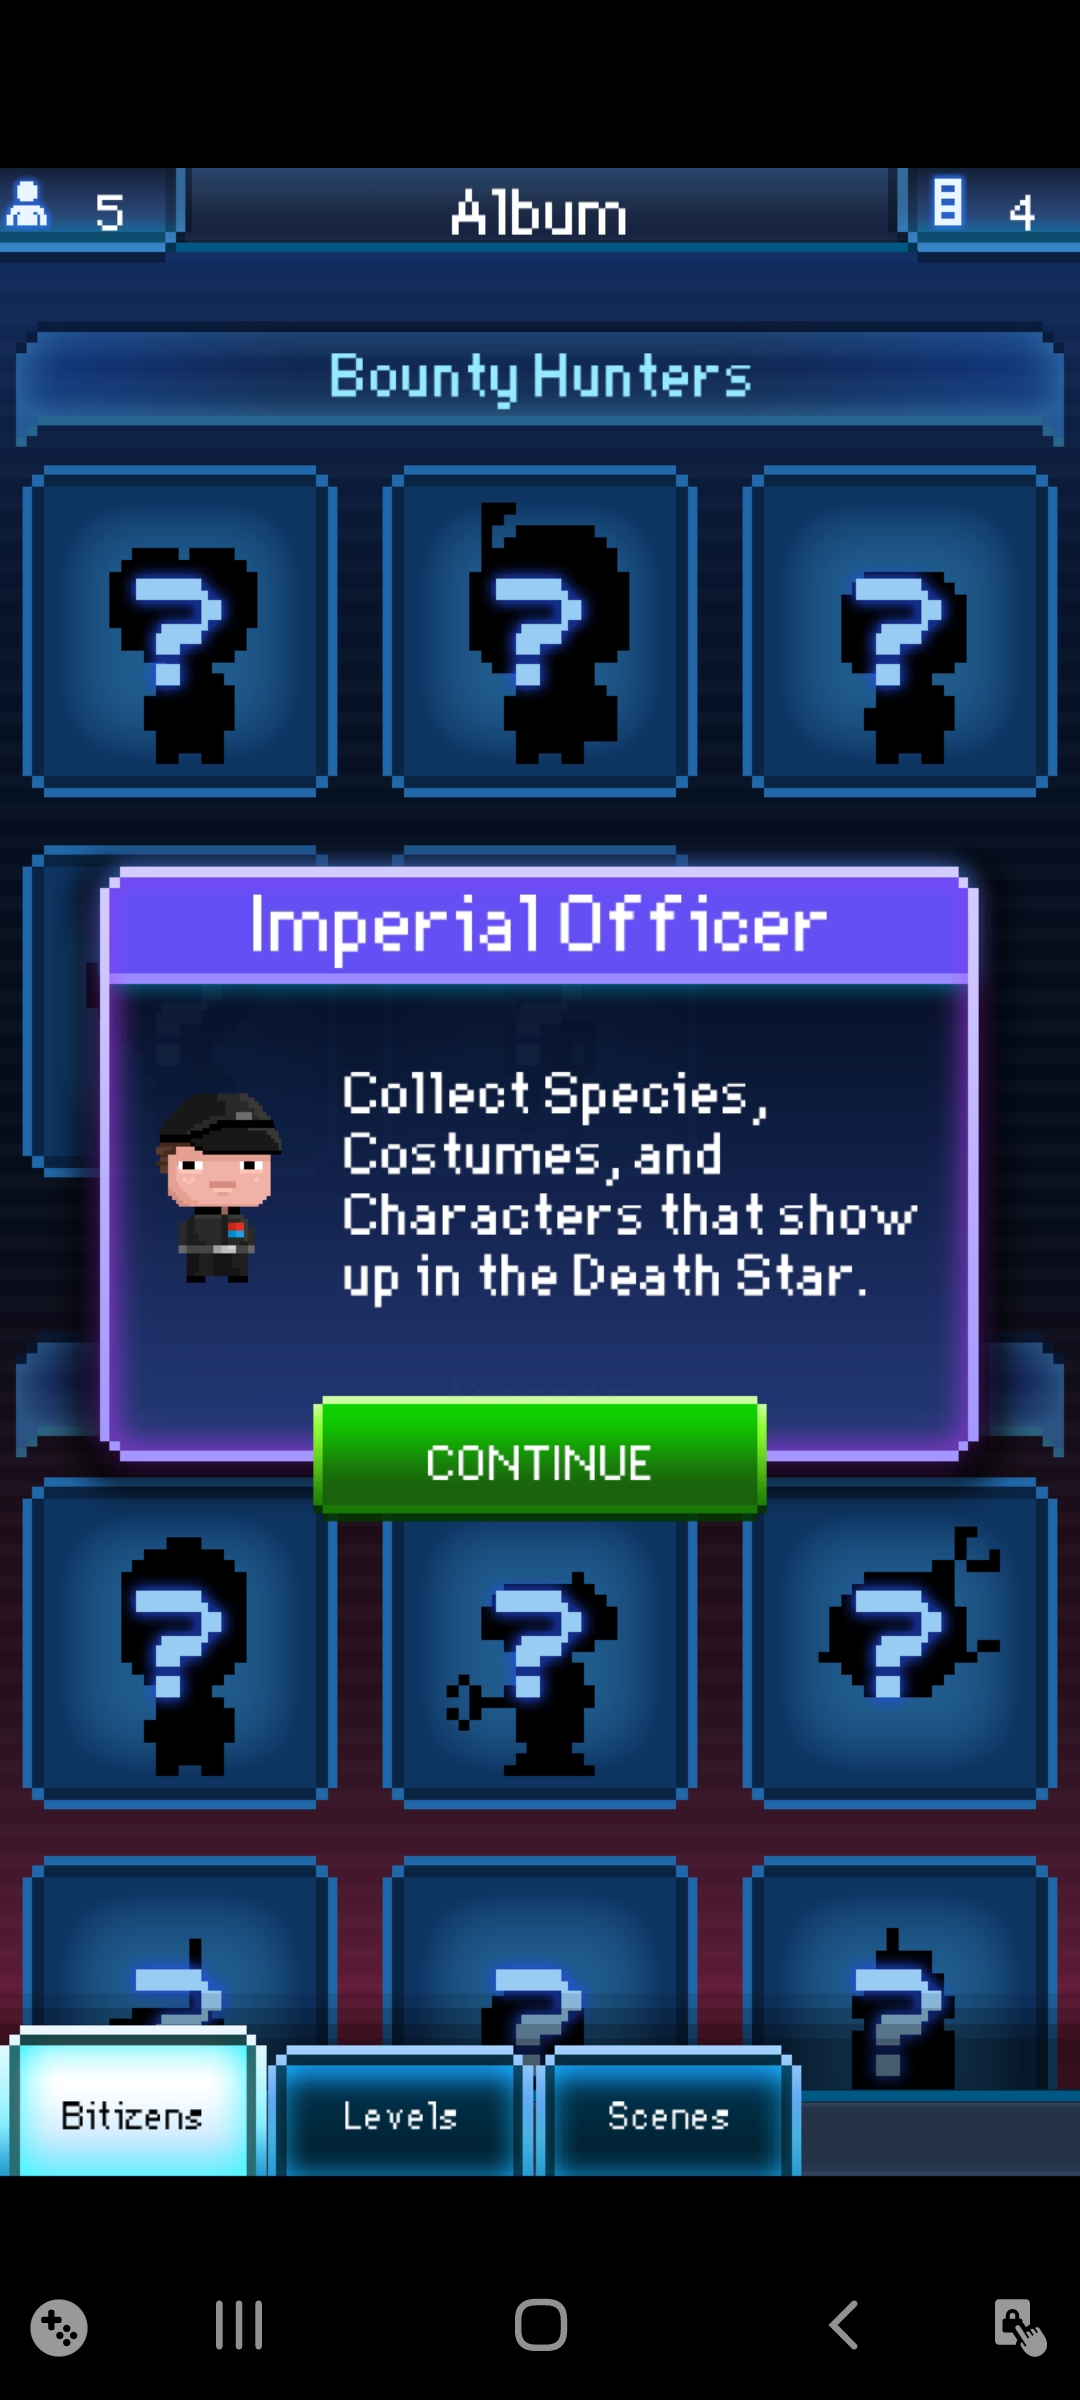 5
Album
4
Bounty Hunters
?
?
?
Imperial Officer
Collect Species,
Costumes, and
Characters that show
up in the Death Star.
CONTINUE
?
?
?
?
?
?
Bitizens
Levels
Scenes